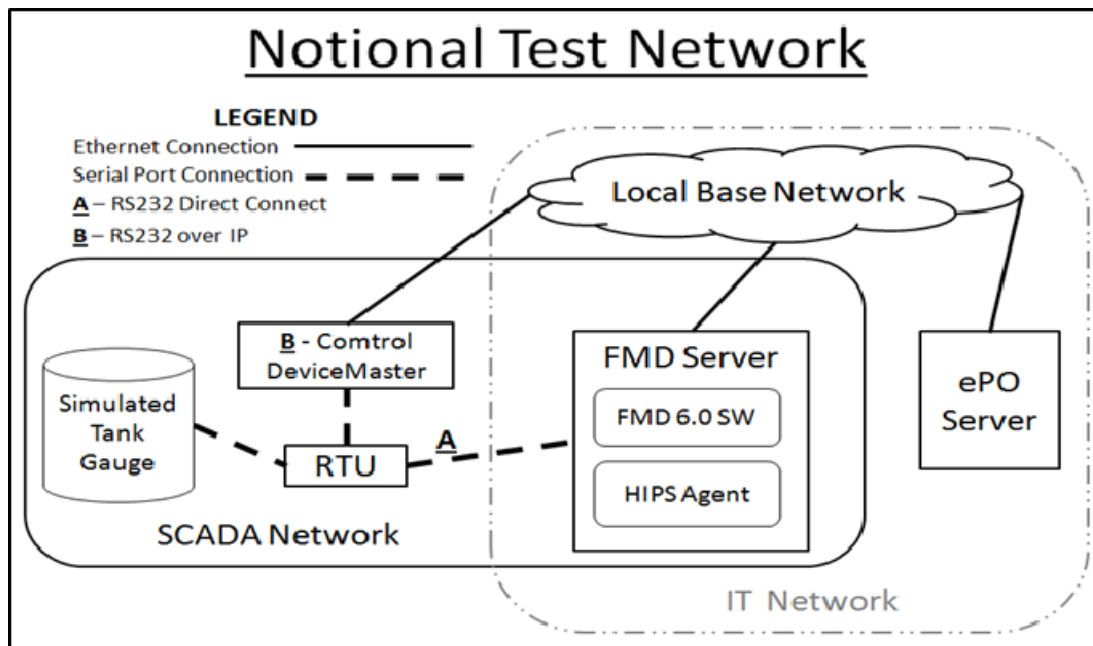 Notional Test Network
LEGEND
Ethernet Connection
Serial Port Connection
A – RS232 Direct Connect
B – RS232 over IP
Local Base Network
B - Comtrol
DeviceMaster
FMD Server
FMD 6.0 SW
HIPS Agent
ePO
Server
Simulated
Tank
Gauge
RTU
A
SCADA Network
IT Network